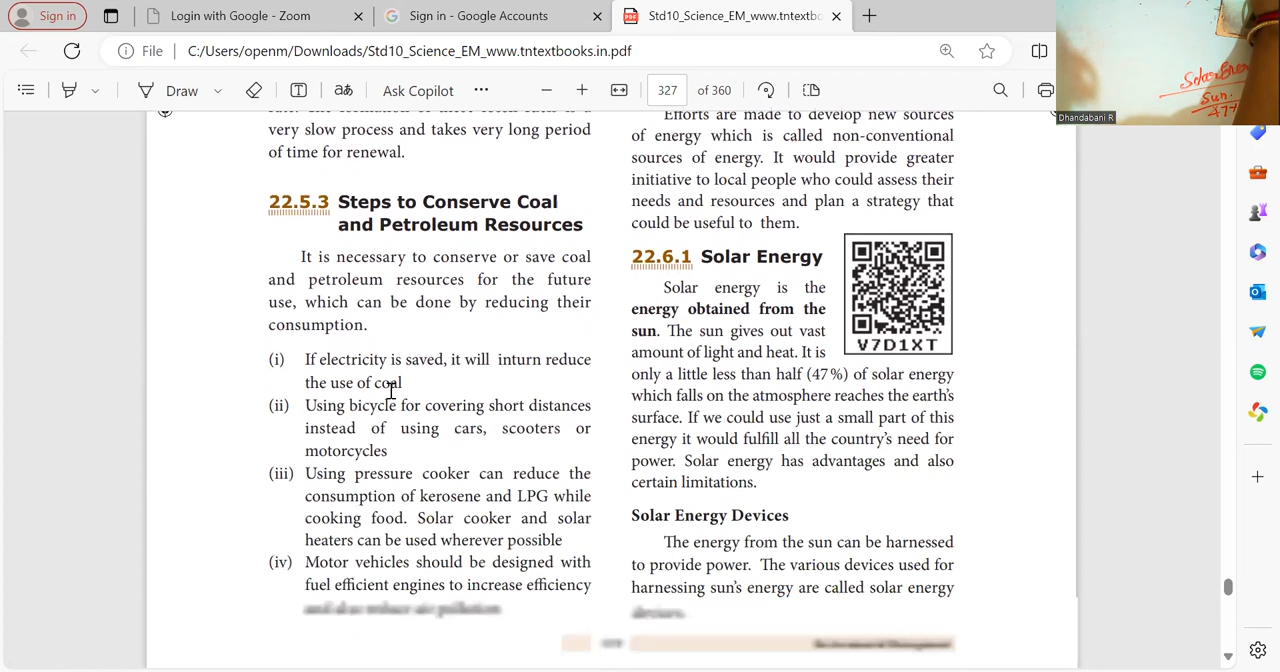 Sign in
Login with Google - Zoom
Sign in - Google Accounts
Std10_Science_EM_www.tntextbo
File
C:/Users/openm/Downloads/Std10_Science_EM_www.tntextbooks.in.pdf
Draw
aあ
Ask Copilot
327
of 360
Solar Ener
Sun.
47%
Dhandabani R
very slow process and takes very long period
of time for renewal.
22.5.3 Steps to Conserve Coal
and Petroleum Resources
It is necessary to conserve or save coal
and petroleum resources for the future
use, which can be done by reducing their
consumption.
(i) If electricity is saved, it will inturn reduce
the use of coal
(ii) Using bicycle for covering short distances
instead of using cars, scooters or
motorcycles
(iii) Using pressure cooker can reduce the
consumption of kerosene and LPG while
cooking food. Solar cooker and solar
heaters can be used wherever possible
(iv) Motor vehicles should be designed with
fuel efficient engines to increase efficiency
Efforts are made to develop new sources
of energy which is called non-conventional
sources of energy. It would provide greater
initiative to local people who could assess their
needs and resources and plan a strategy that
could be useful to them.
22.6.1 Solar Energy
Solar energy is the
energy obtained from the
sun. The sun gives out vast
amount of light and heat. It is
only a little less than half (47%) of solar energy
which falls on the atmosphere reaches the earth's
surface. If we could use just a small part of this
energy it would fulfill all the country's need for
power. Solar energy has advantages and also
certain limitations.
V7D1XT
Solar Energy Devices
The energy from the sun can be harnessed
to provide power. The various devices used for
harnessing sun's energy are called solar energy